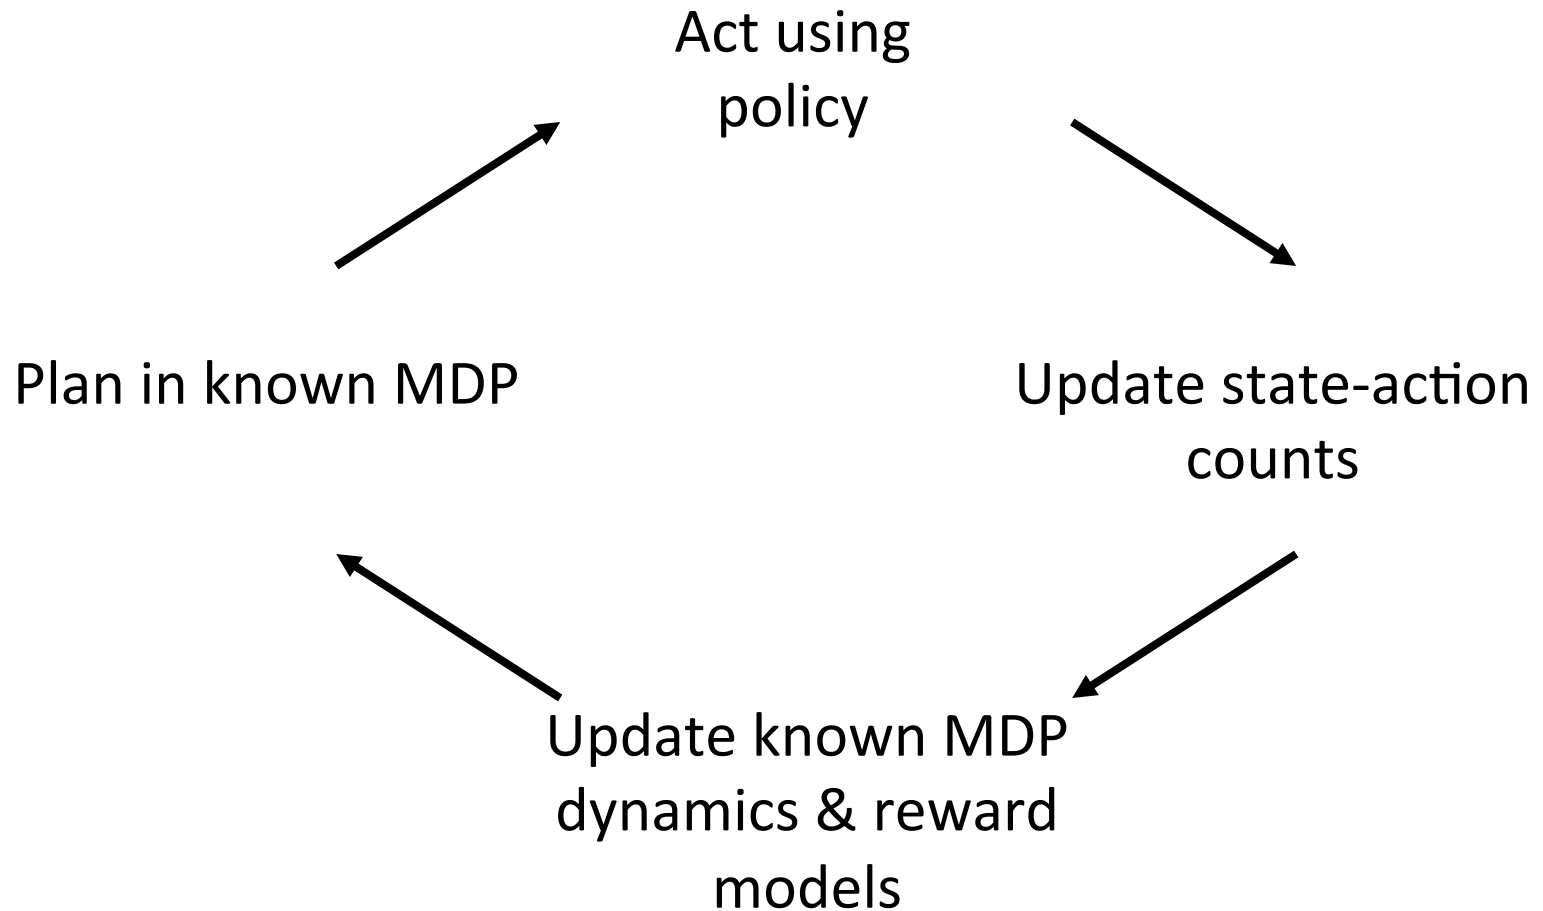 Act using
policy
Plan in known MDP
Update state-action
counts
Update known MDP
dynamics & reward
models